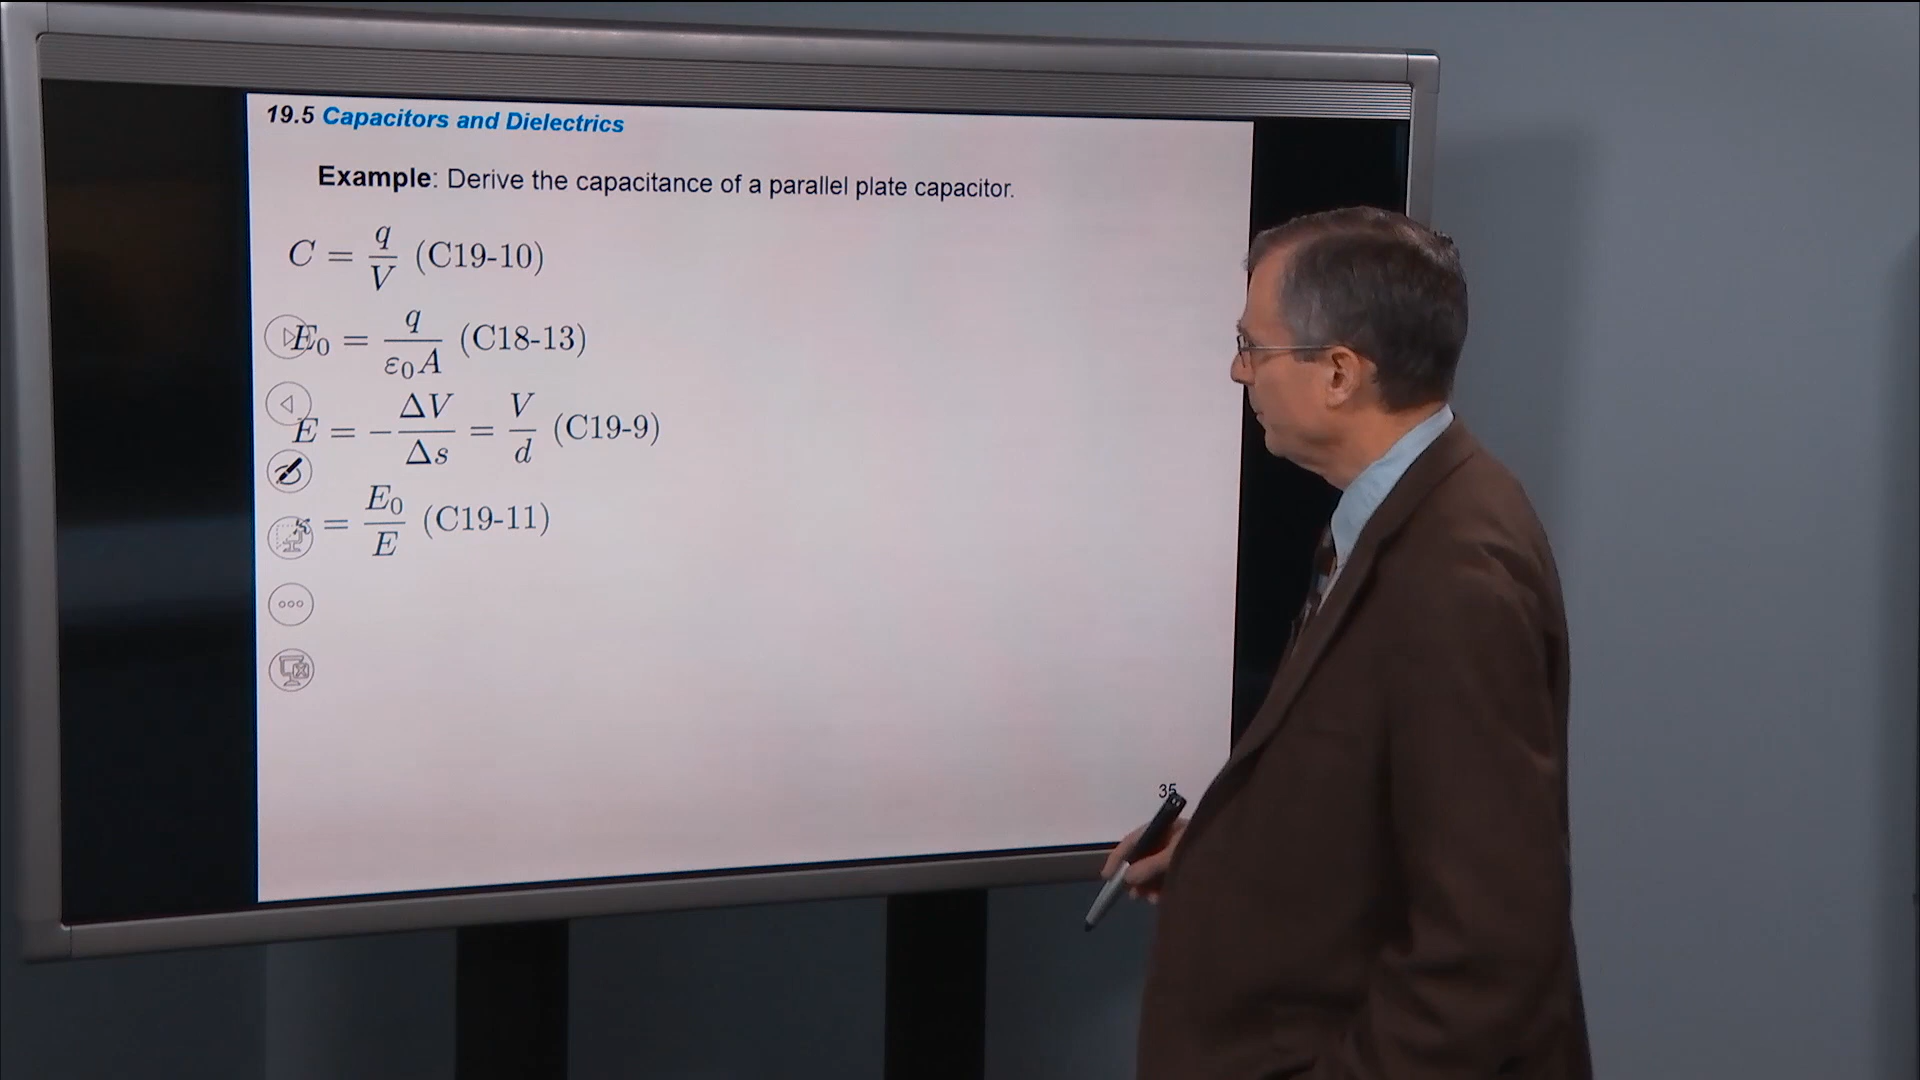 19.5 Capacitors and Dielectrics
Example: Derive the capacitance of a parallel plate capacitor.
C = q/V (C19-10)
E₀ = q/ε₀A (C18-13)
E = −ΔV/Δs = V/d (C19-9)
= E₀/E (C19-11)
35